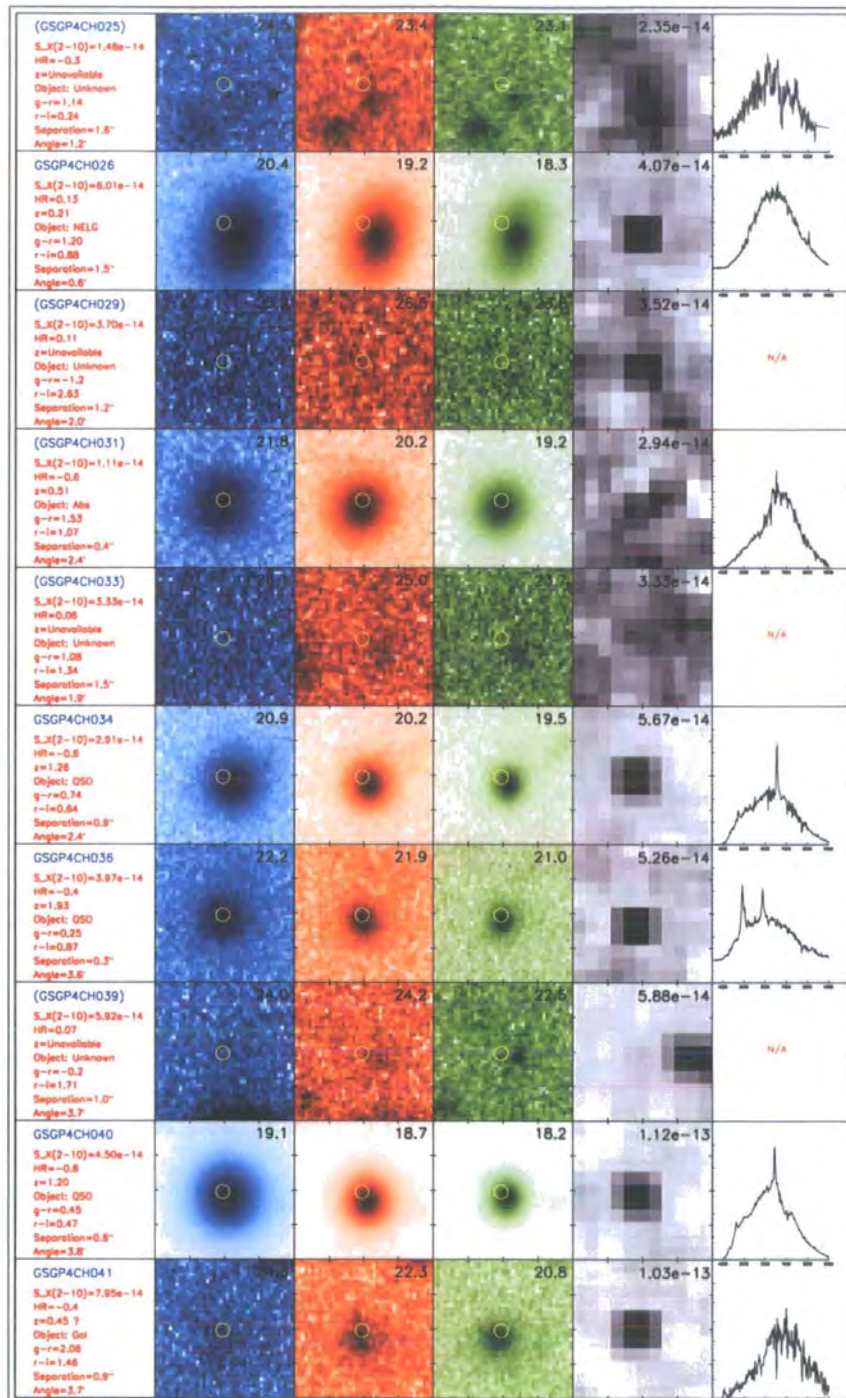 (GSGP4CH025)
S_X(2-10)=1.48e-14
HR=-0.3
z=Unavailable
Object: Unknown
g-r=1.14
r-i=0.24
Separation=1.6"
Angle=1.2'
23.4
23.1
2.35e-14
GSGP4CH026
S_X(2-10)=6.01e-14
HR=0.13
z=0.21
Object: NELG
g-r=1.20
r-i=0.88
Separation=1.5"
Angle=0.6'
20.4
19.2
18.3
4.07e-14
(GSGP4CH029)
S_X(2-10)=3.70e-14
HR=0.11
z=Unavailable
Object: Unknown
g-r=-1.2
r-i=2.63
Separation=1.2"
Angle=2.0'
3.52e-14
N/A
(GSGP4CH031)
S_X(2-10)=1.11e-14
HR=-0.6
z=0.51
Object: Abs
g-r=1.53
r-i=1.07
Separation=0.4"
Angle=2.4'
21.8
20.2
19.2
2.94e-14
(GSGP4CH033)
S_X(2-10)=3.33e-14
HR=0.06
z=Unavailable
Object: Unknown
g-r=1.08
r-i=1.34
Separation=1.5"
Angle=1.9'
25.0
3.33e-14
N/A
GSGP4CH034
S_X(2-10)=2.91e-14
HR=-0.6
z=1.26
Object: QSO
g-r=0.74
r-i=0.64
Separation=0.9"
Angle=2.4'
20.9
20.2
19.5
5.67e-14
GSGP4CH036
S_X(2-10)=3.97e-14
HR=-0.4
z=1.93
Object: QSO
g-r=0.25
r-i=0.87
Separation=0.3"
Angle=3.6'
22.2
21.9
21.0
5.26e-14
(GSGP4CH039)
S_X(2-10)=5.92e-14
HR=0.07
z=Unavailable
Object: Unknown
g-r=-0.2
r-i=1.71
Separation=1.0"
Angle=3.7'
24.0
24.2
22.5
5.88e-14
N/A
GSGP4CH040
S_X(2-10)=4.50e-14
HR=-0.6
z=1.20
Object: QSO
g-r=0.45
r-i=0.47
Separation=0.8"
Angle=3.8'
19.1
18.7
18.2
1.12e-13
GSGP4CH041
S_X(2-10)=7.95e-14
HR=-0.4
z=0.45 ?
Object: Gal
g-r=2.08
r-i=1.46
Separation=0.9"
Angle=3.7'
22.3
20.8
1.03e-13